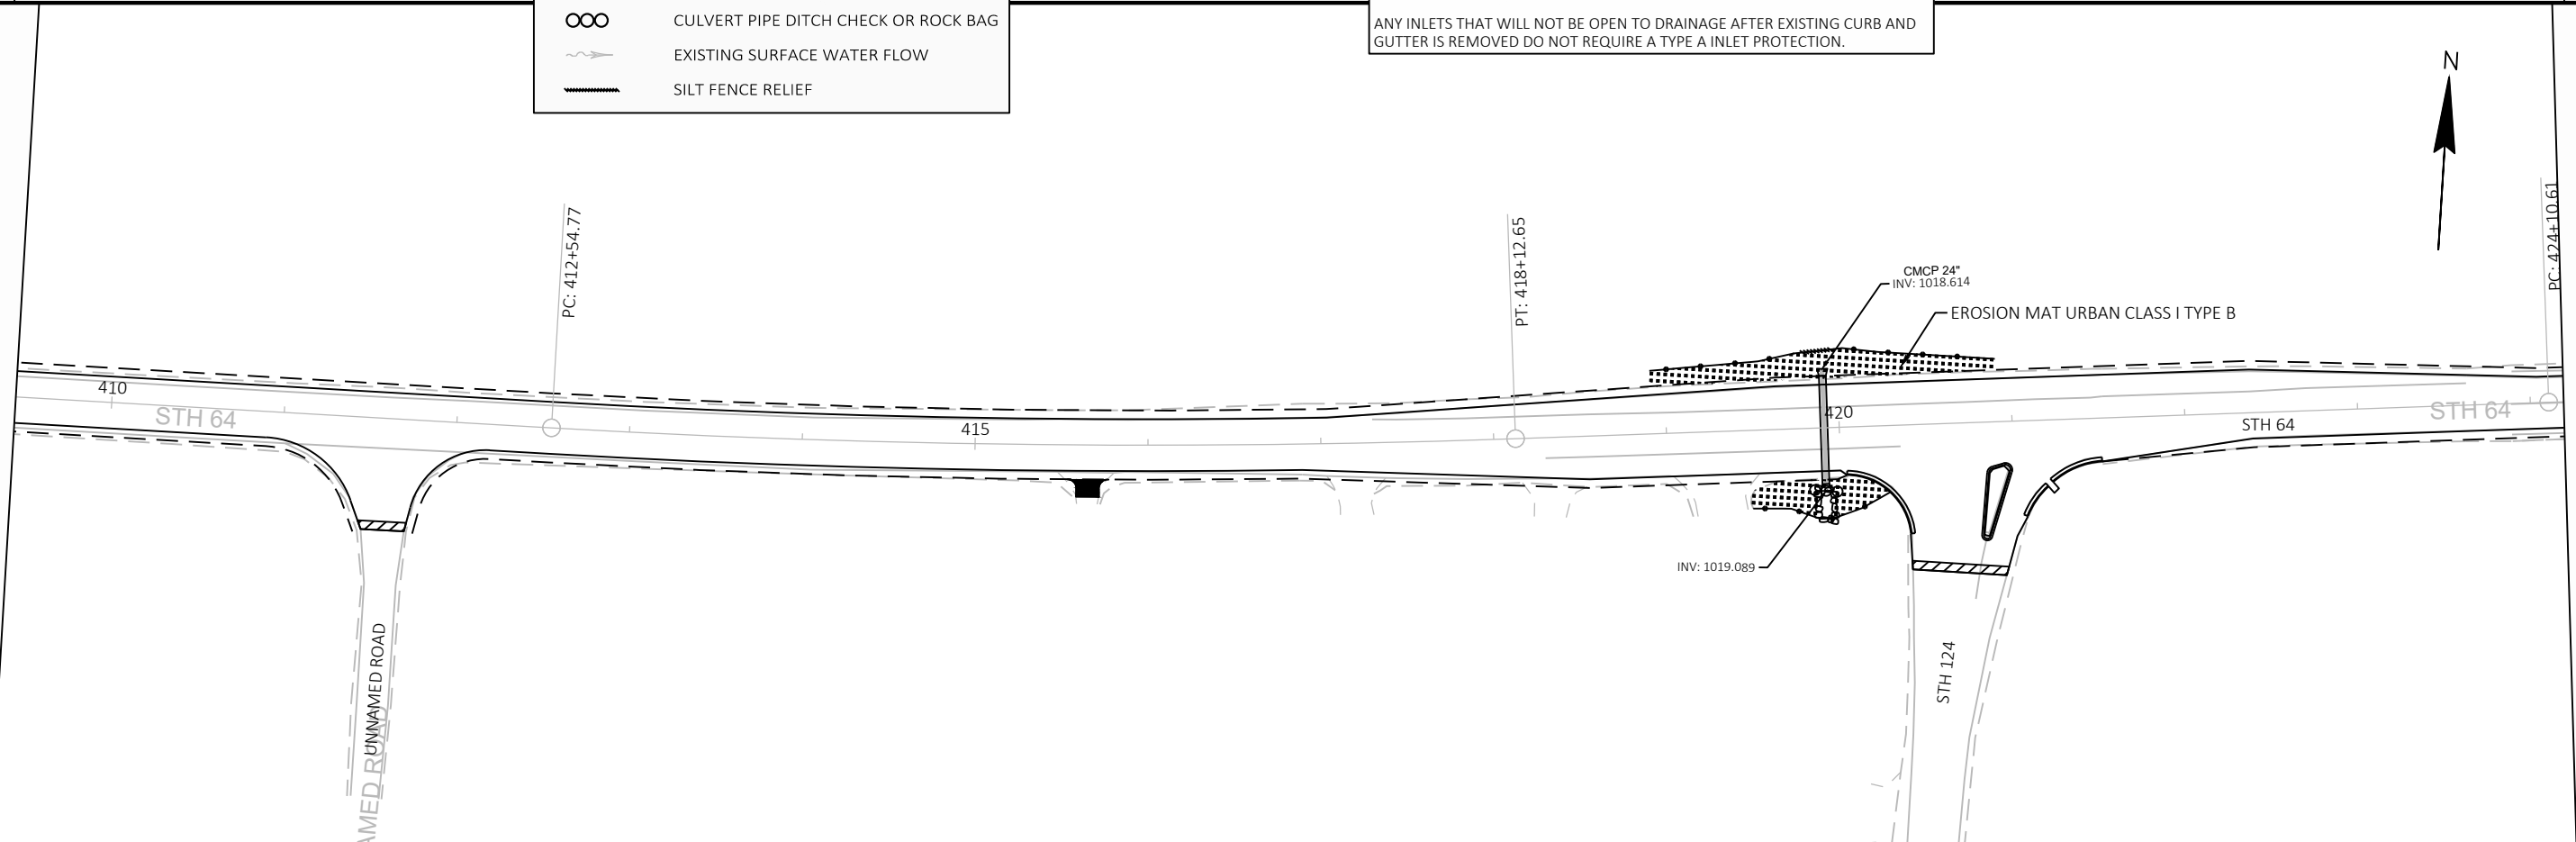 CULVERT PIPE DITCH CHECK OR ROCK BAG
EXISTING SURFACE WATER FLOW
SILT FENCE RELIEF
ANY INLETS THAT WILL NOT BE OPEN TO DRAINAGE AFTER EXISTING CURB AND
GUTTER IS REMOVED DO NOT REQUIRE A TYPE A INLET PROTECTION.
N
PC: 412+54.77
PT: 418+12.65
PC: 424+10.61
CMCP 24"
INV: 1018.614
EROSION MAT URBAN CLASS I TYPE B
410
STH 64
415
420
STH 64
STH 64
INV: 1019.089
UNNAMED ROAD
AMED ROAD
STH 124